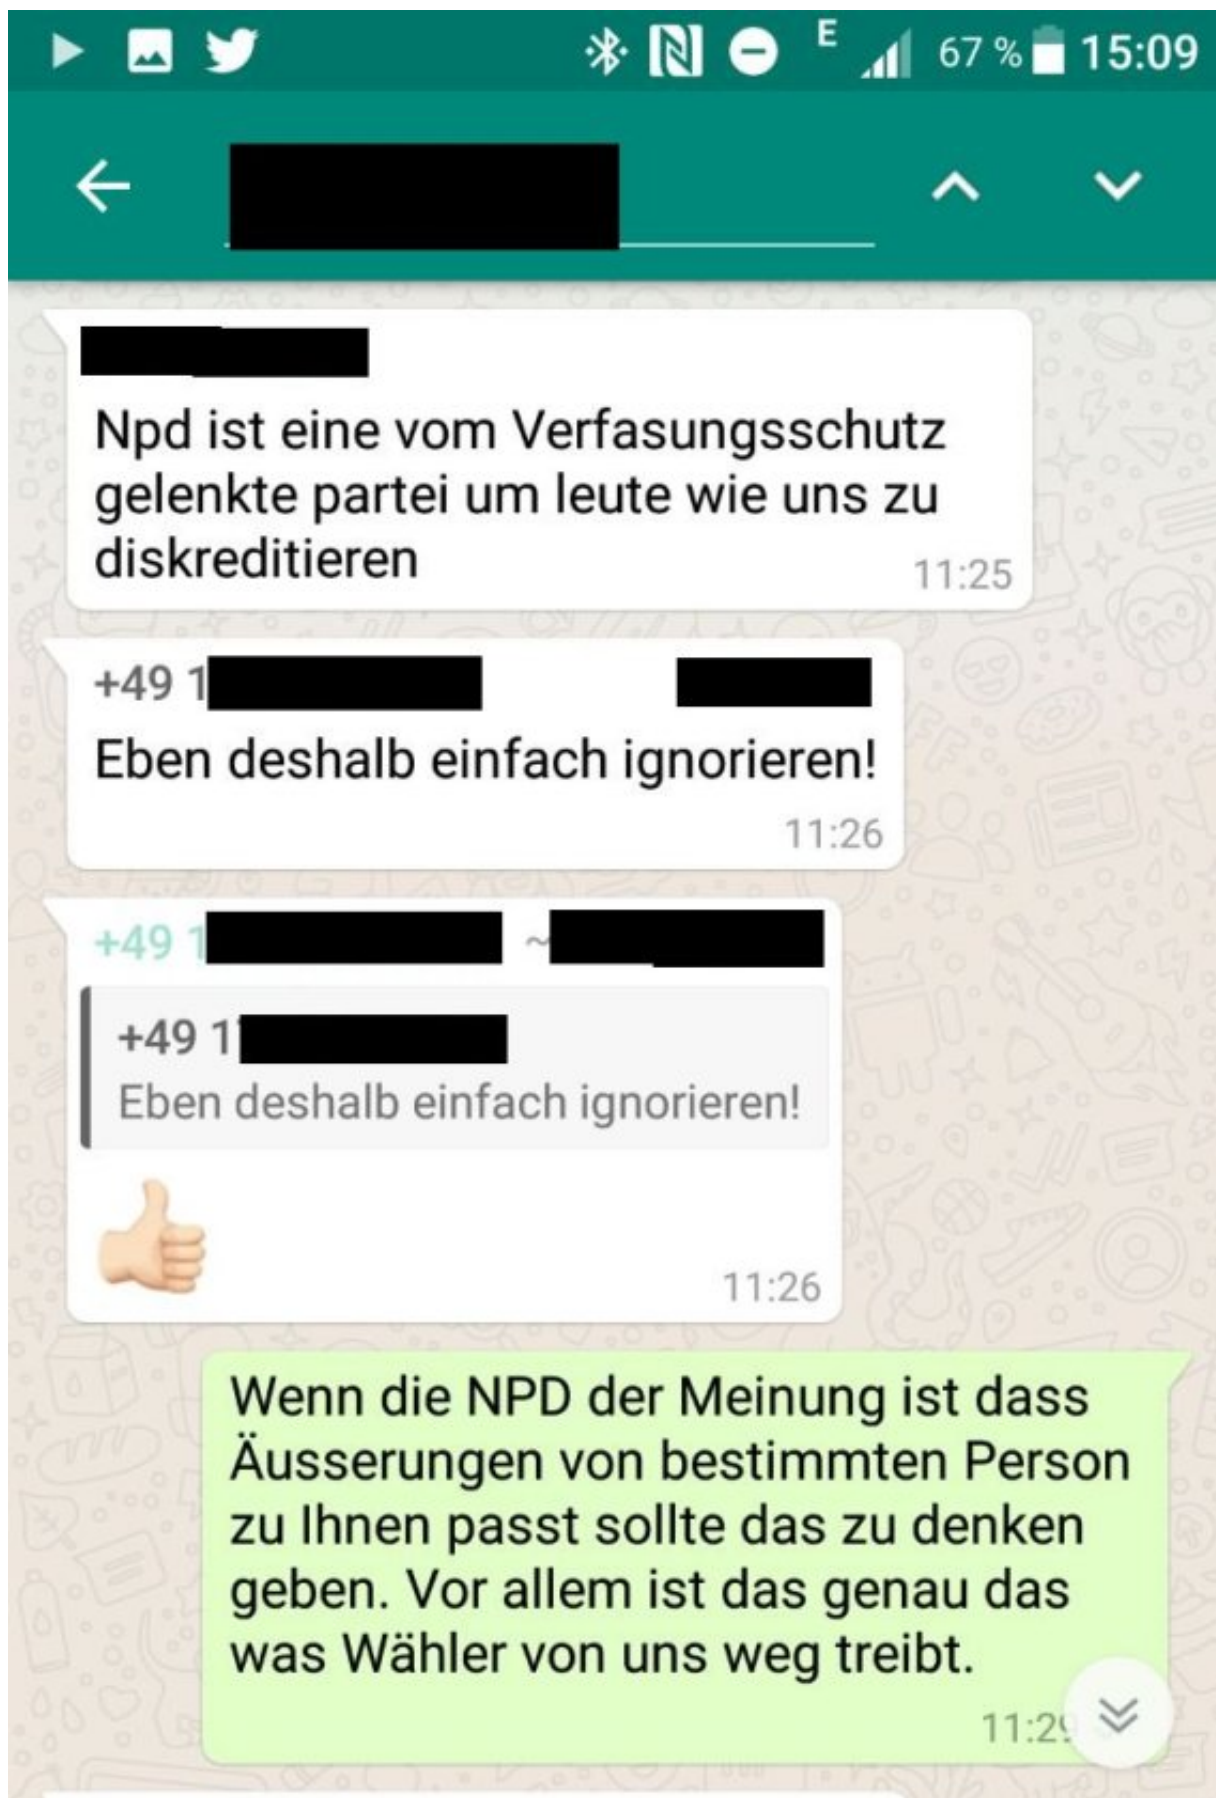 E 67 % 15:09
Npd ist eine vom Verfasungsschutz
gelenkte partei um leute wie uns zu
diskreditieren
11:25
+49 1
Eben deshalb einfach ignorieren!
11:26
+49 1 ~
+49 1
Eben deshalb einfach ignorieren!
11:26
Wenn die NPD der Meinung ist dass
Äusserungen von bestimmten Person
zu Ihnen passt sollte das zu denken
geben. Vor allem ist das genau das
was Wähler von uns weg treibt.
11:29